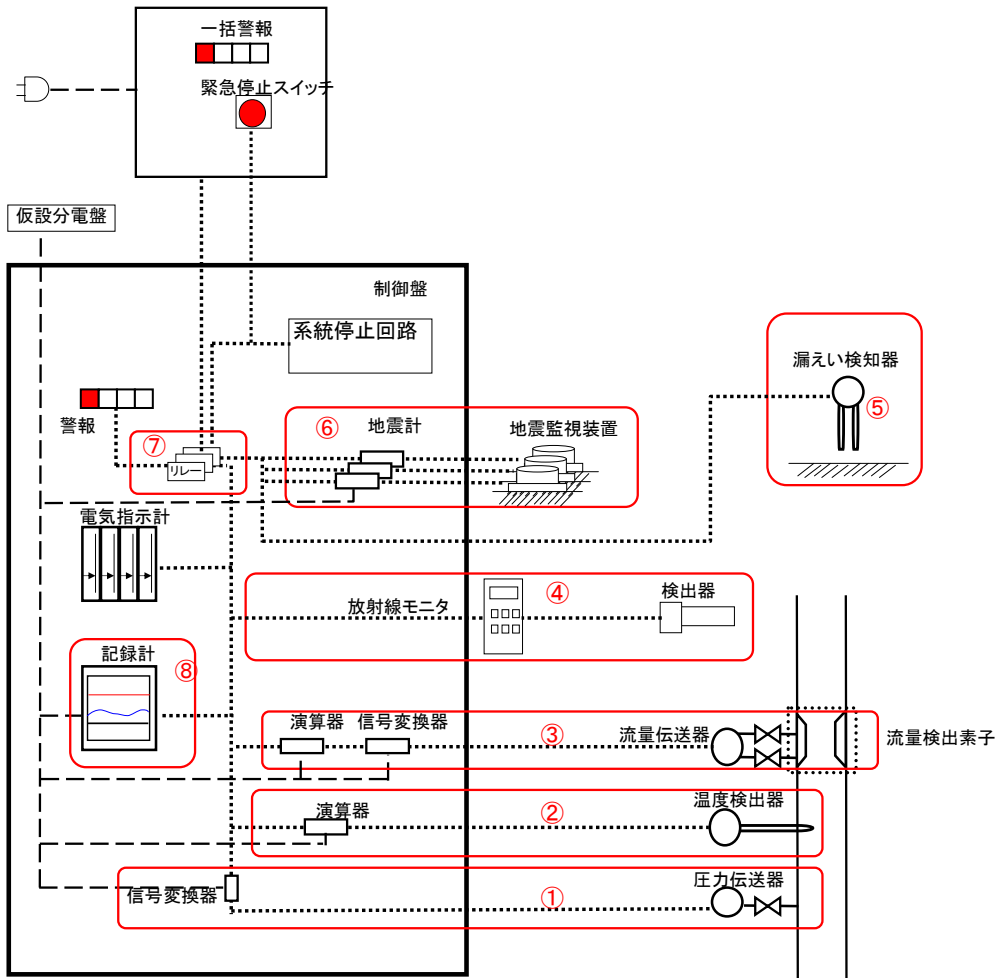 一括警報
緊急停止スイッチ
仮設分電盤
制御盤
系統停止回路
漏えい検知器
⑤
警報
⑦
リレー
⑥
地震計
地震監視装置
電気指示計
放射線モニタ
④
検出器
記録計
⑧
演算器
信号変換器
③
流量伝送器
流量検出素子
演算器
②
温度検出器
信号変換器
①
圧力伝送器